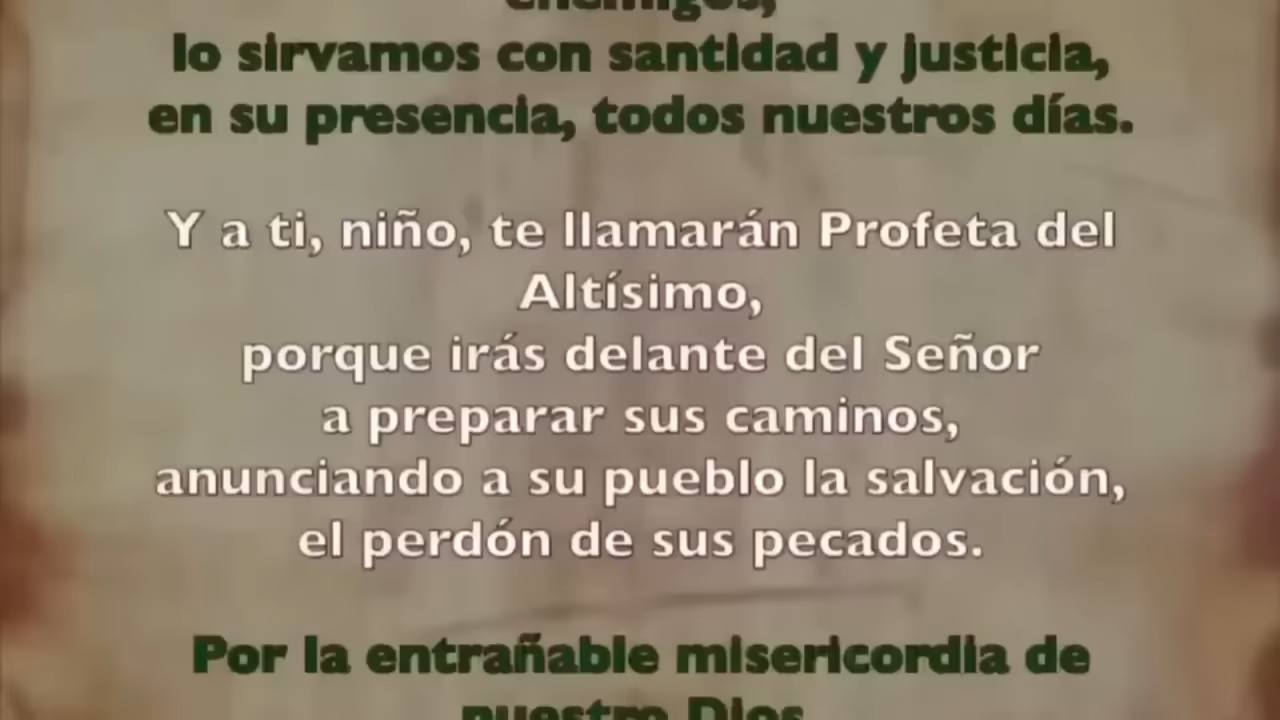 enemigos,
lo sirvamos con santidad y justicia,
en su presencia, todos nuestros días.
Y a ti, niño, te llamarán Profeta del
Altísimo,
porque irás delante del Señor
a preparar sus caminos,
anunciando a su pueblo la salvación,
el perdón de sus pecados.
Por la entrañable misericordia de
nuestro Dios